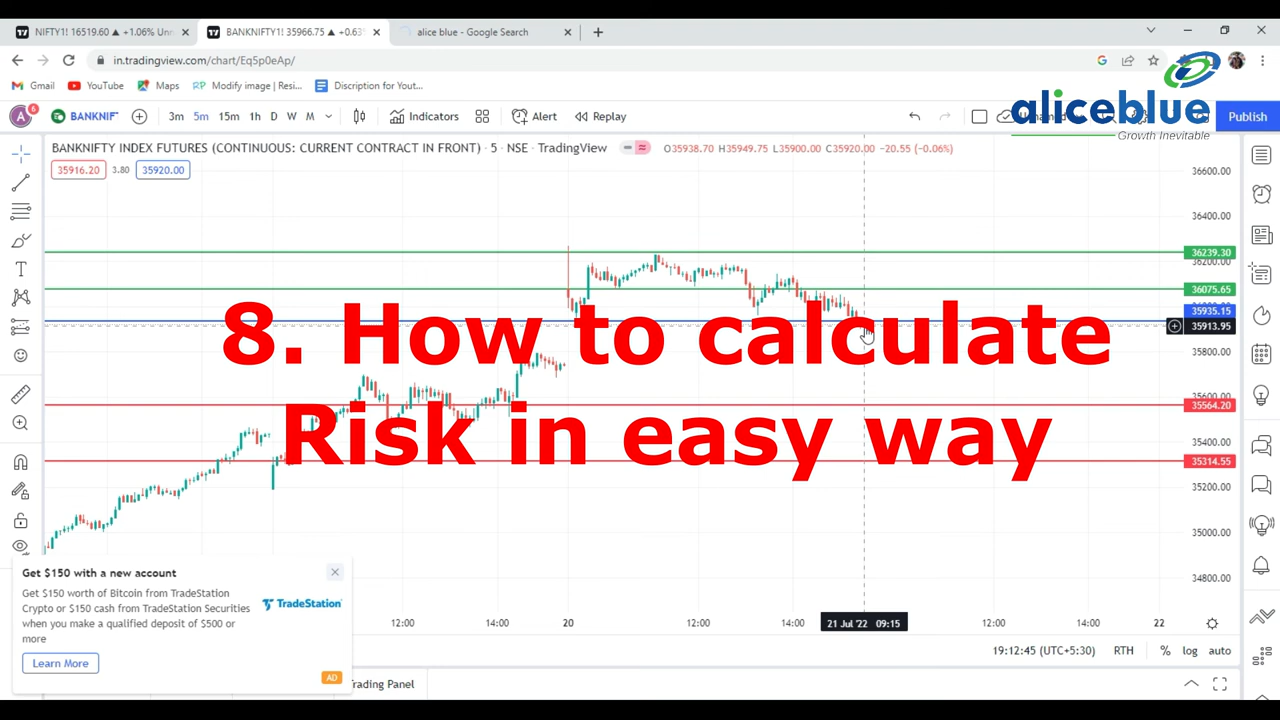 NIFTY1! 16519.60 ▲ +1.06% Unn
BANKNIFTY1! 35966.75 ▲ +0.63%
alice blue - Google Search
in.tradingview.com/chart/Eq5p0eAp/
Gmail
YouTube
Maps
Modify image | Resi...
Discription for Yout...
aliceblue
Growth Inevitable
A
6
BANKNIF
3m
5m
15m
1h
D
W
M
Indicators
Alert
Replay
Publish
BANKNIFTY INDEX FUTURES (CONTINUOUS: CURRENT CONTRACT IN FRONT) · 5 · NSE · TradingView
O35938.70 H35949.75 L35900.00 C35920.00 −20.55 (−0.06%)
35916.20
3.80
35920.00
36600.00
36400.00
36239.30
36200.00
36075.65
35935.15
35913.95
35800.00
35564.20
35400.00
35314.55
35200.00
35000.00
34800.00
8. How to calculate
Risk in easy way
Get $150 with a new account
Get $150 worth of Bitcoin from TradeStation
Crypto or $150 cash from TradeStation Securities
when you make a qualified deposit of $500 or
more
TradeStation
Learn More
AD
12:00
14:00
20
12:00
14:00
21 Jul '22 09:15
12:00
14:00
22
19:12:45 (UTC+5:30)
RTH
%
log
auto
Trading Panel